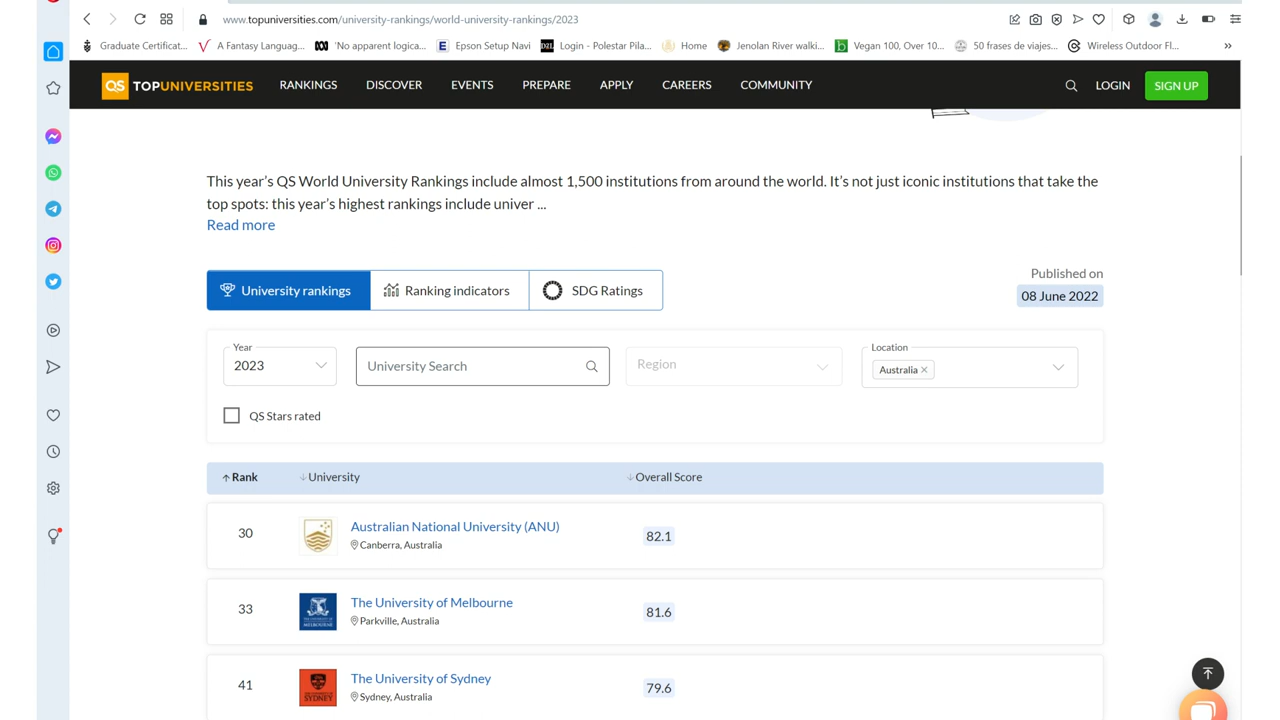 www.topuniversities.com/university-rankings/world-university-rankings/2023
Graduate Certificat... A Fantasy Languag... 'No apparent logica... E Epson Setup Navi D2L Login - Polestar Pila... Home Jenolan River walki... b Vegan 100, Over 10... 50 frases de viajes... Wireless Outdoor Fl... »
QS TOPUNIVERSITIES RANKINGS DISCOVER EVENTS PREPARE APPLY CAREERS COMMUNITY LOGIN SIGN UP
This year's QS World University Rankings include almost 1,500 institutions from around the world. It's not just iconic institutions that take the
top spots: this year's highest rankings include univer ...
Read more
Published on
University rankings Ranking indicators SDG Ratings
08 June 2022
Year Location
2023 University Search Region Australia ×
QS Stars rated
↑ Rank ↓ University ↓ Overall Score
30 Australian National University (ANU) 82.1
Canberra, Australia
33 The University of Melbourne 81.6
Parkville, Australia
MELBOURNE
41 The University of Sydney 79.6
Sydney, Australia
SYDNEY